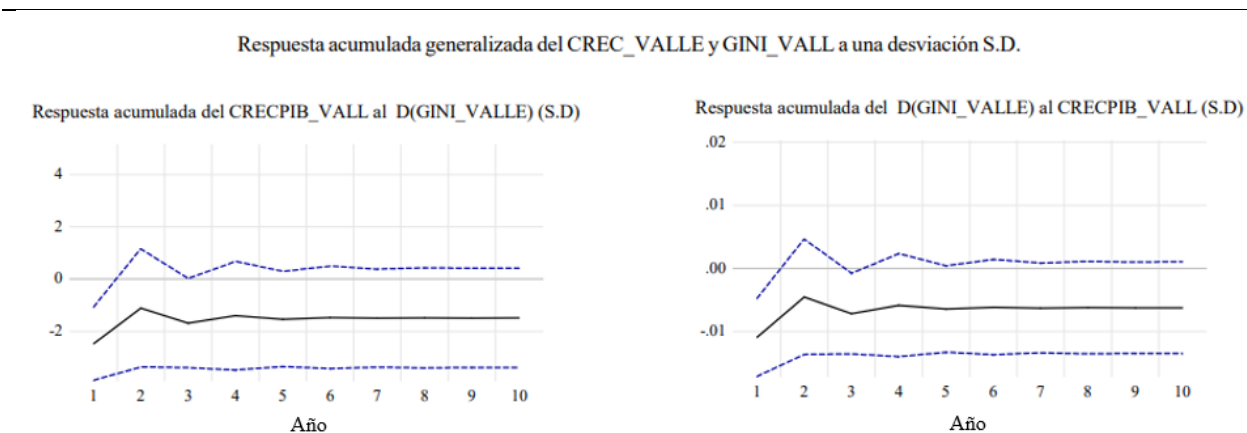 Respuesta acumulada generalizada del CREC_VALLE y GINI_VALL a una desviación S.D.
Respuesta acumulada del CRECPIB_VALL al D(GINI_VALLE) (S.D)
4
2
0
-2
1 2 3 4 5 6 7 8 9 10
Año
Respuesta acumulada del D(GINI_VALLE) al CRECPIB_VALL (S.D)
.02
.01
.00
-.01
1 2 3 4 5 6 7 8 9 10
Año